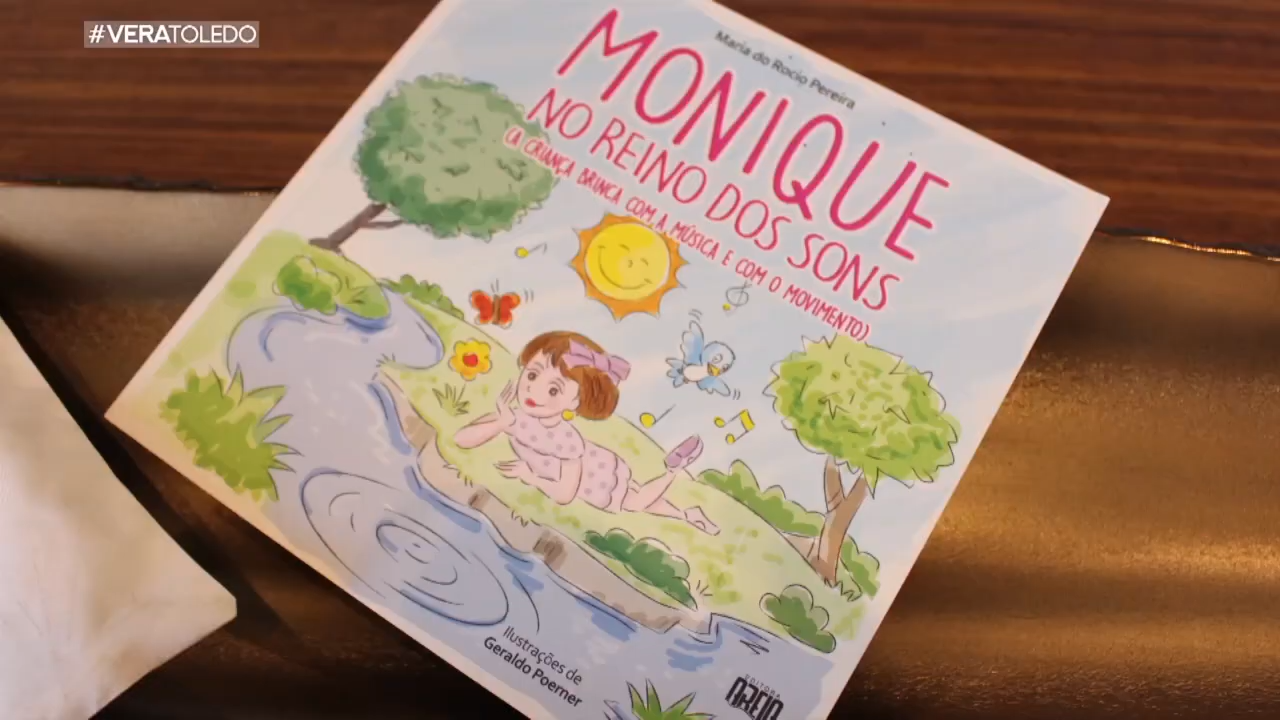 #VERATOLEDO
Maria do Rocio Pereira
MONIQUE
NO REINO DOS SONS
(A CRIANÇA BRINCA COM A MÚSICA E COM O MOVIMENTO)
Ilustrações de
Geraldo Poerner
EDITORA
AREIA